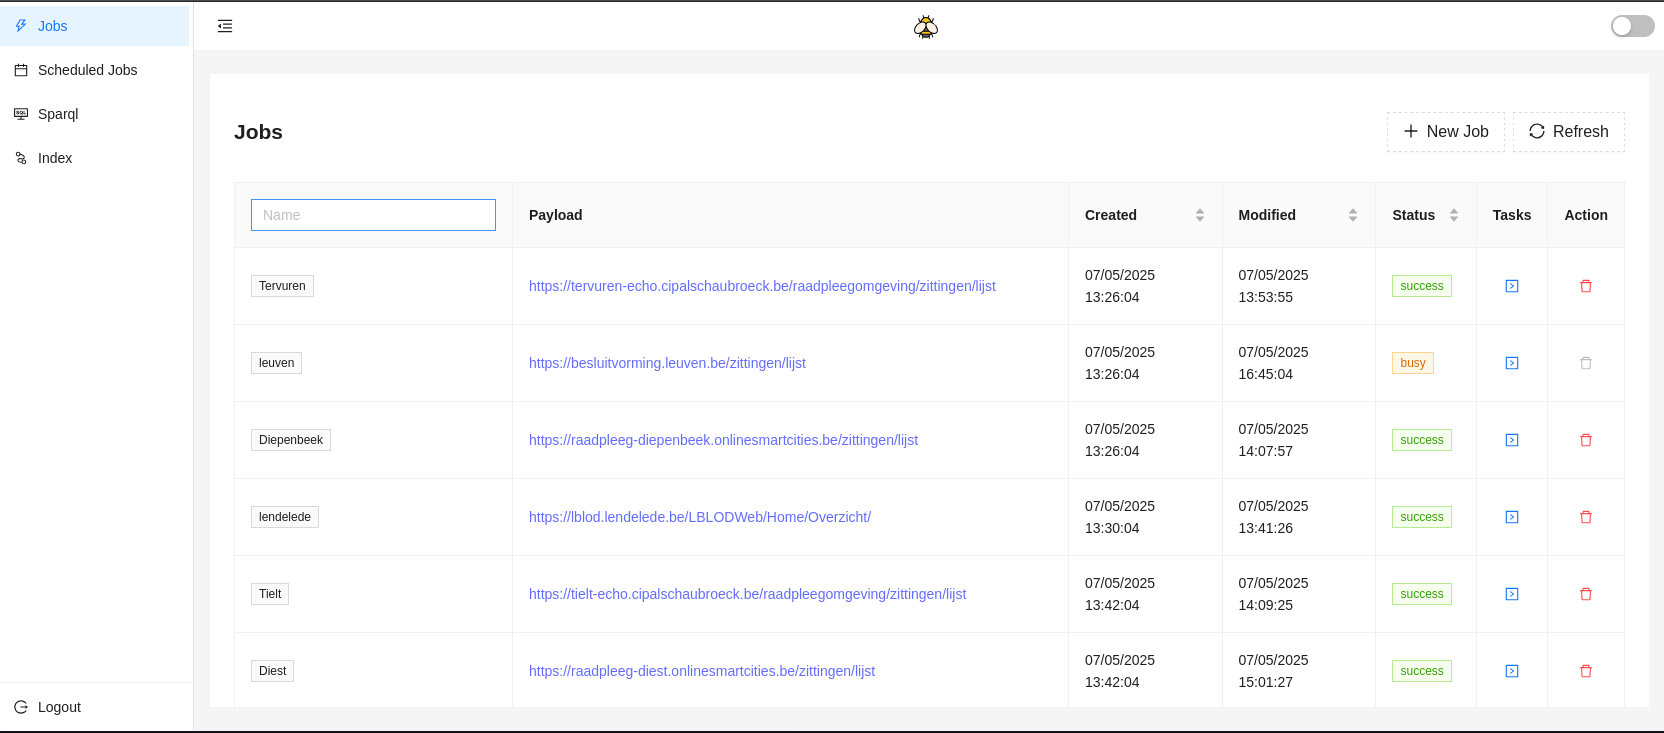 Jobs
Scheduled Jobs
Sparql
Index
Logout
Jobs
New Job
Refresh
Name
Payload
Created
Modified
Status
Tasks
Action
Tervuren
https://tervuren-echo.cipalschaubroeck.be/raadpleegomgeving/zittingen/lijst
07/05/2025
13:26:04
07/05/2025
13:53:55
success
leuven
https://besluitvorming.leuven.be/zittingen/lijst
07/05/2025
13:26:04
07/05/2025
16:45:04
busy
Diepenbeek
https://raadpleeg-diepenbeek.onlinesmartcities.be/zittingen/lijst
07/05/2025
13:26:04
07/05/2025
14:07:57
success
lendelede
https://lblod.lendelede.be/LBLODWeb/Home/Overzicht/
07/05/2025
13:30:04
07/05/2025
13:41:26
success
Tielt
https://tielt-echo.cipalschaubroeck.be/raadpleegomgeving/zittingen/lijst
07/05/2025
13:42:04
07/05/2025
14:09:25
success
Diest
https://raadpleeg-diest.onlinesmartcities.be/zittingen/lijst
07/05/2025
13:42:04
07/05/2025
15:01:27
success